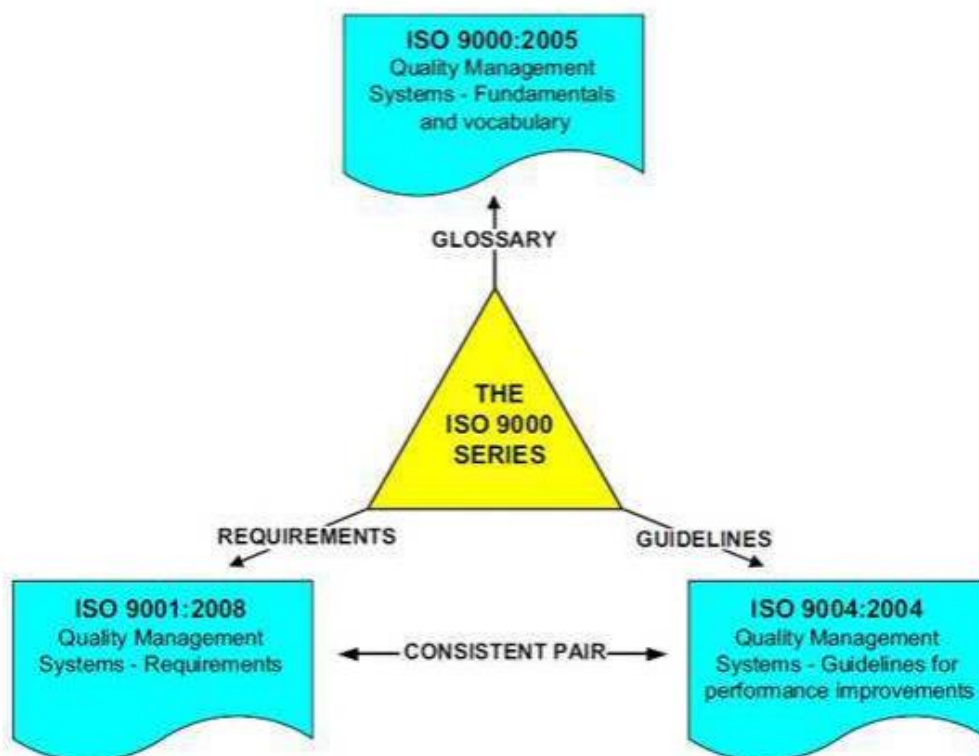 ISO 9000:2005
Quality Management
Systems - Fundamentals
and vocabulary
GLOSSARY
THE
ISO 9000
SERIES
REQUIREMENTS
GUIDELINES
ISO 9001:2008
Quality Management
Systems - Requirements
CONSISTENT PAIR
ISO 9004:2004
Quality Management
Systems - Guidelines for
performance improvements